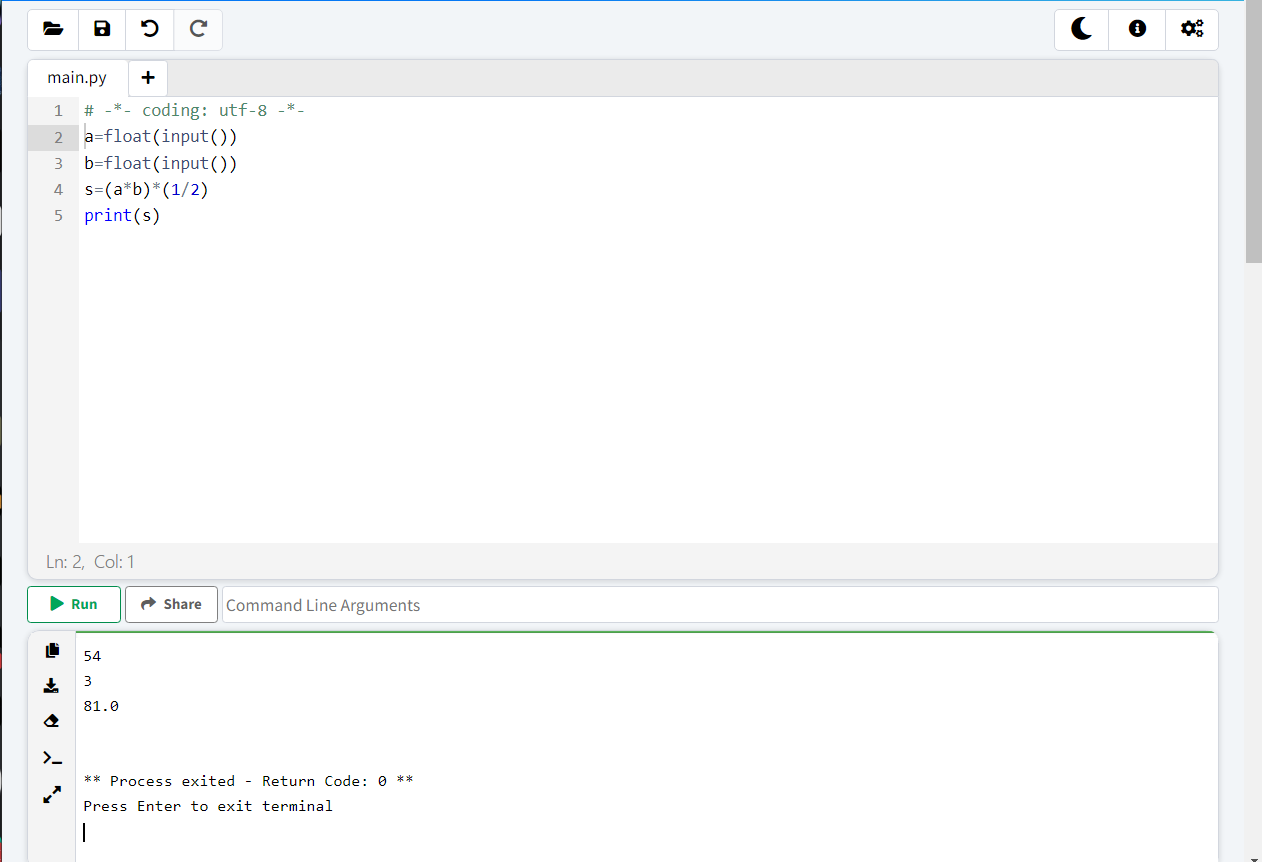 main.py +
1 # -*- coding: utf-8 -*-
2 a=float(input())
3 b=float(input())
4 s=(a*b)*(1/2)
5 print(s)
Ln: 2, Col: 1
Run Share Command Line Arguments
54
3
81.0
** Process exited - Return Code: 0 **
Press Enter to exit terminal